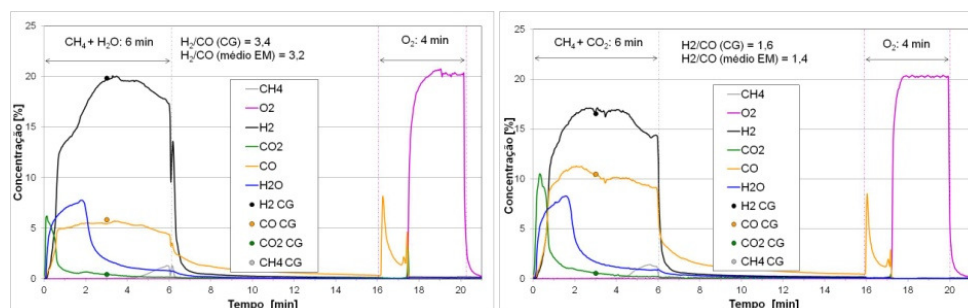 25
20
15
10
5
0
Concentração [%]
CH₄ + H₂O: 6 min
H₂/CO (CG) = 3,4
H₂/CO (médio EM) = 3,2
O₂: 4 min
CH4
O2
H2
CO2
CO
H2O
H2 CG
CO CG
CO2 CG
CH4 CG
0 2 4 6 8 10 12 14 16 18 20
Tempo [min]
25
20
15
10
5
0
Concentração [%]
CH₄ + CO₂: 6 min
H2/CO (CG) = 1,6
H2/CO (médio EM) = 1,4
O₂: 4 min
CH4
O2
H2
CO2
CO
H2O
H2 CG
CO CG
CO2 CG
CH4 CG
0 2 4 6 8 10 12 14 16 18 20
Tempo [min]